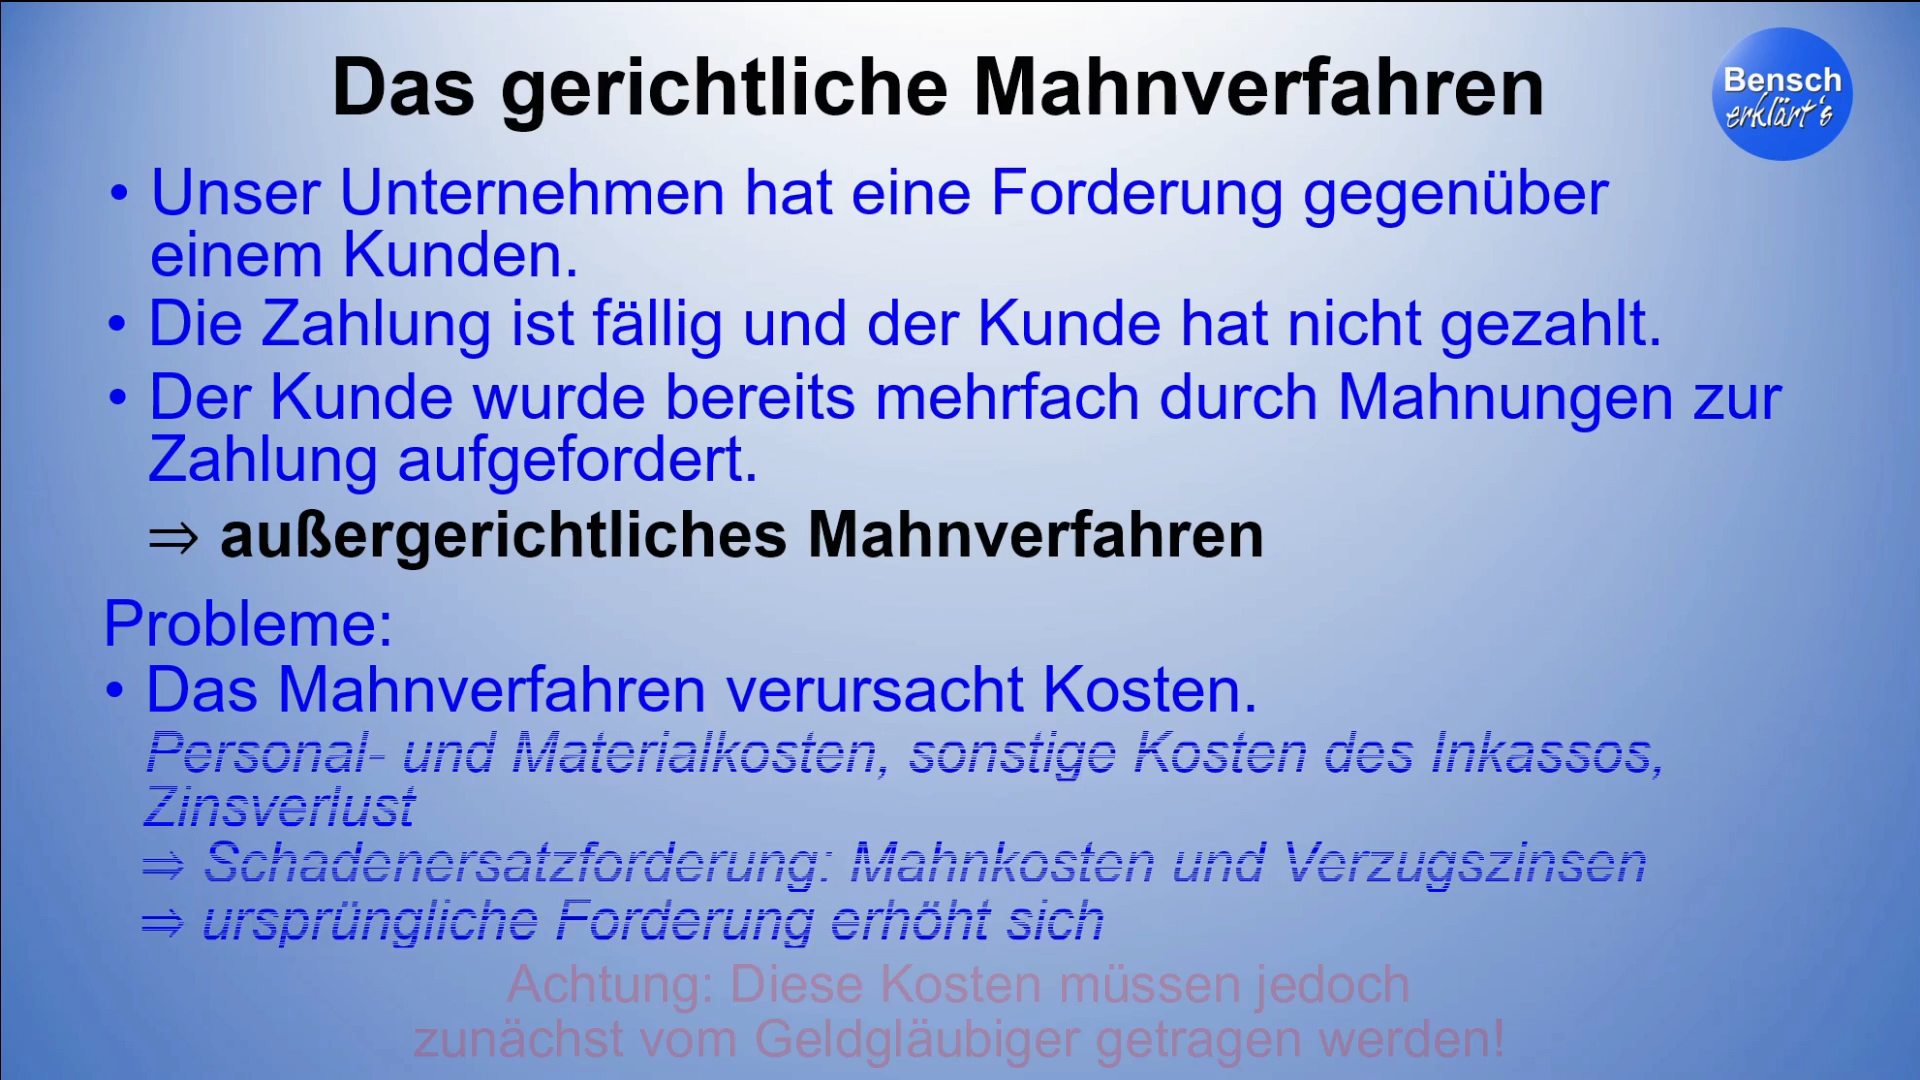 Das gerichtliche Mahnverfahren
Bensch
erklärt's
• Unser Unternehmen hat eine Forderung gegenüber
einem Kunden.
• Die Zahlung ist fällig und der Kunde hat nicht gezahlt.
• Der Kunde wurde bereits mehrfach durch Mahnungen zur
Zahlung aufgefordert.
⇒ außergerichtliches Mahnverfahren
Probleme:
• Das Mahnverfahren verursacht Kosten.
Personal- und Materialkosten, sonstige Kosten des Inkassos,
Zinsverlust
⇒ Schadenersatzforderung: Mahnkosten und Verzugszinsen
⇒ ursprüngliche Forderung erhöht sich
Achtung: Diese Kosten müssen jedoch
zunächst vom Geldgläubiger getragen werden!